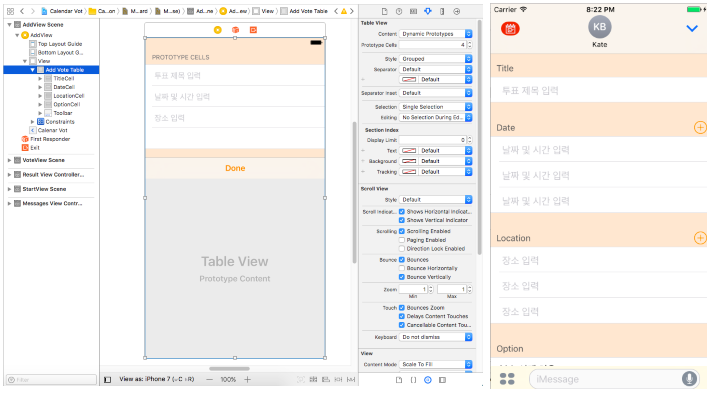 Calendar Vot
Ca...on
M...ard
M...se)
Ad...ne
Ad...ew
View
Add Vote Table
AddView Scene
AddView
Top Layout Guide
Bottom Layout G...
View
Add Vote Table
TitleCell
DateCell
LocationCell
OptionCell
Toolbar
Constraints
Calenar Vot
First Responder
Exit
VoteView Scene
Result View Controller...
StartView Scene
Messages View Contr...
Filter
PROTOTYPE CELLS
투표 제목 입력
날짜 및 시간 입력
장소 입력
Done
Table View
Prototype Content
View as: iPhone 7 (wC hR)
100%
Table View
Content Dynamic Prototypes
Prototype Cells 4
Style Grouped
Separator Default
Default
Separator Inset Default
Selection Single Selection
Editing No Selection During Ed...
Section Index
Display Limit 0
Text Default
Background Default
Tracking Default
Scroll View
Style Default
Scroll Indicat... Shows Horizontal Indicat...
Shows Vertical Indicator
Scrolling Scrolling Enabled
Paging Enabled
Direction Lock Enabled
Bounce Bounces
Bounce Horizontally
Bounce Vertically
Zoom 1 1
Min Max
Touch Bounces Zoom
Delays Content Touches
Cancellable Content Tou...
Keyboard Do not dismiss
View
Content Mode Scale To Fill
Carrier 8:22 PM
KB
Kate
Title
투표 제목 입력
Date
날짜 및 시간 입력
날짜 및 시간 입력
날짜 및 시간 입력
Location
장소 입력
장소 입력
장소 입력
Option
iMessage